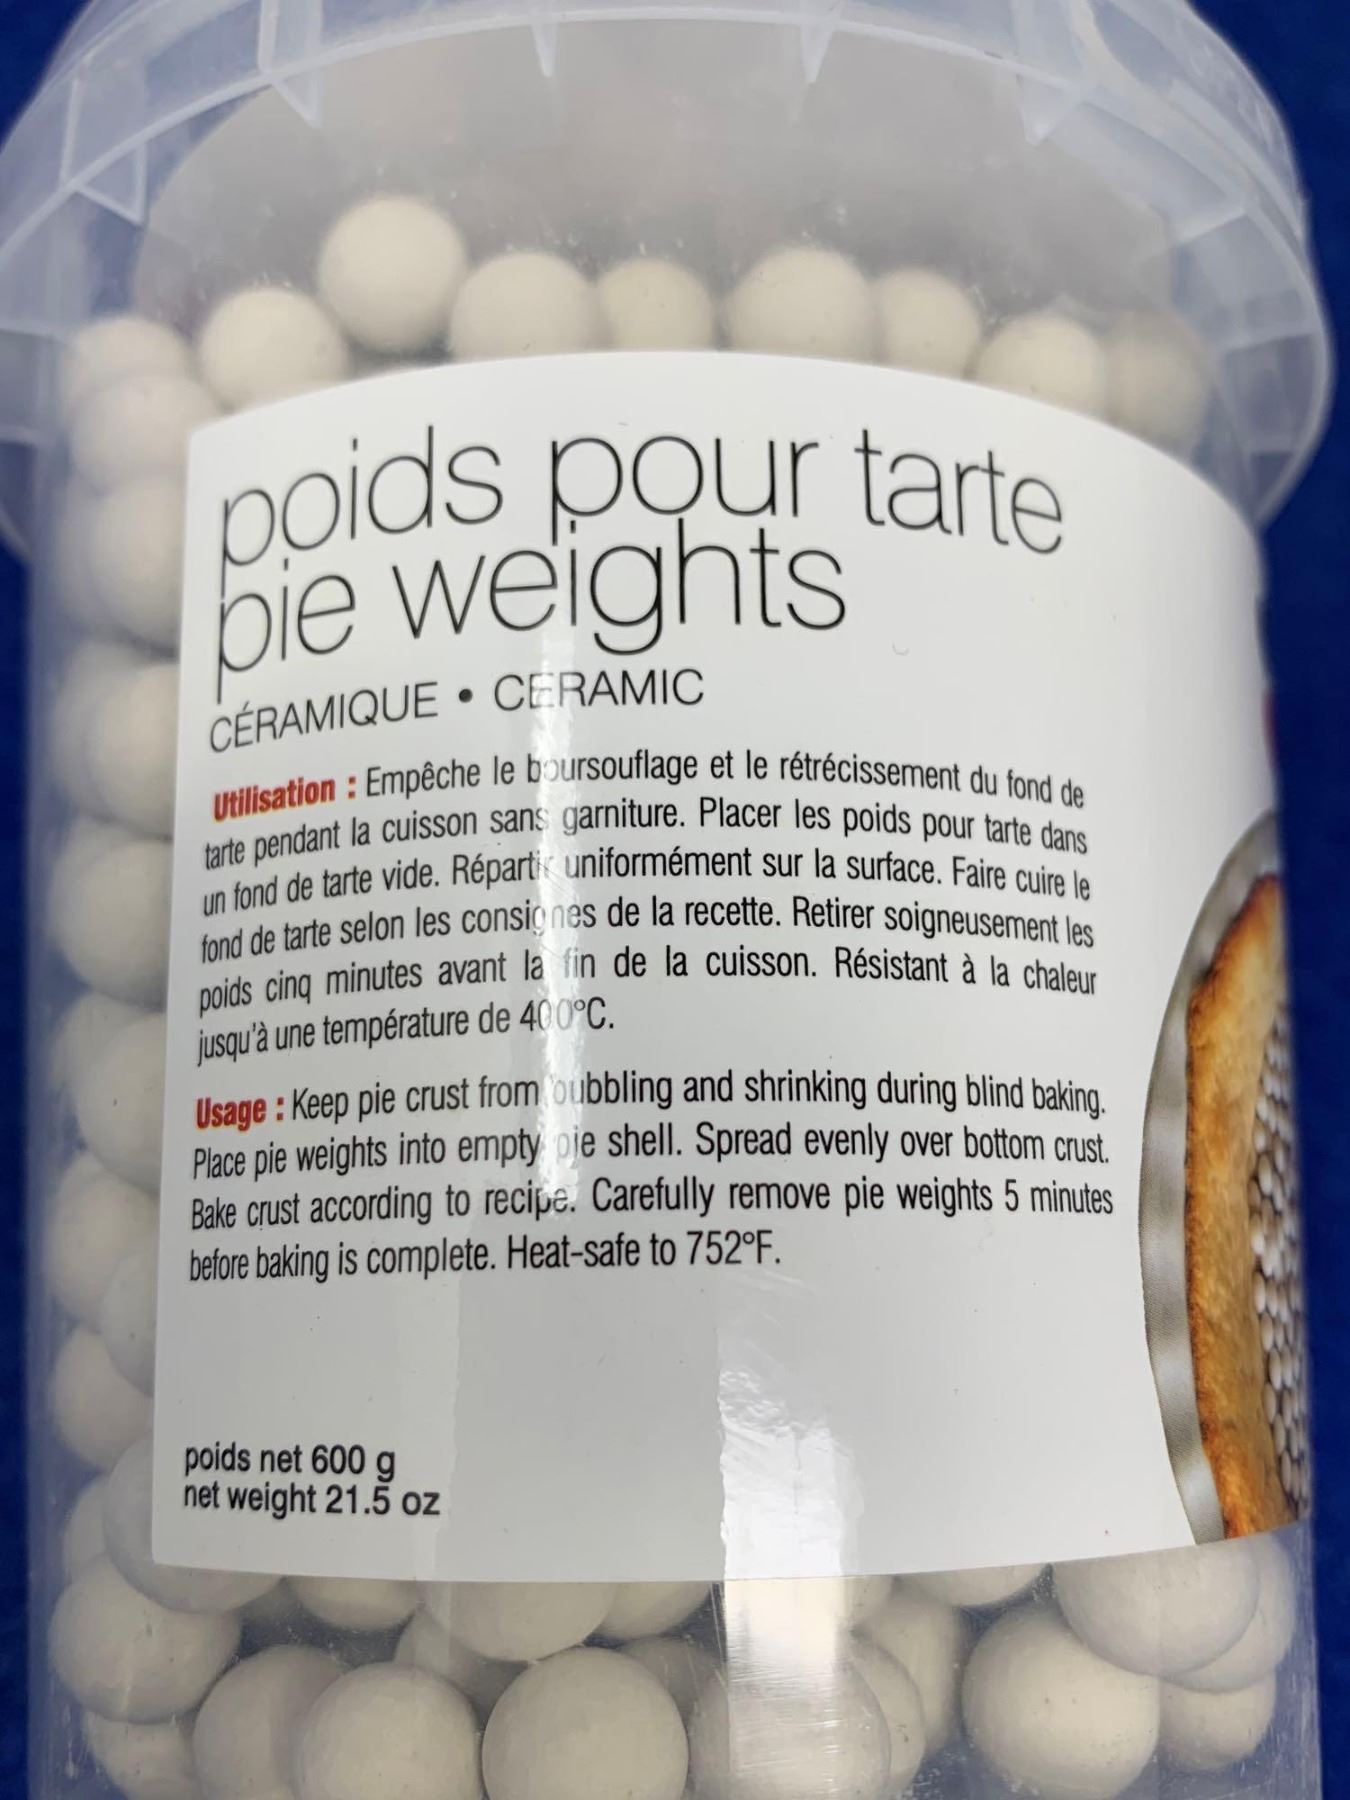 poids pour tarte
pie weights
CÉRAMIQUE • CERAMIC
Utilisation : Empêche le boursouflage et le rétrécissement du fond de
tarte pendant la cuisson sans garniture. Placer les poids pour tarte dans
un fond de tarte vide. Répartir uniformément sur la surface. Faire cuire le
fond de tarte selon les consignes de la recette. Retirer soigneusement les
poids cinq minutes avant la fin de la cuisson. Résistant à la chaleur
jusqu'à une température de 400°C.
Usage : Keep pie crust from bubbling and shrinking during blind baking.
Place pie weights into empty pie shell. Spread evenly over bottom crust.
Bake crust according to recipe. Carefully remove pie weights 5 minutes
before baking is complete. Heat-safe to 752°F.
poids net 600 g
net weight 21.5 oz